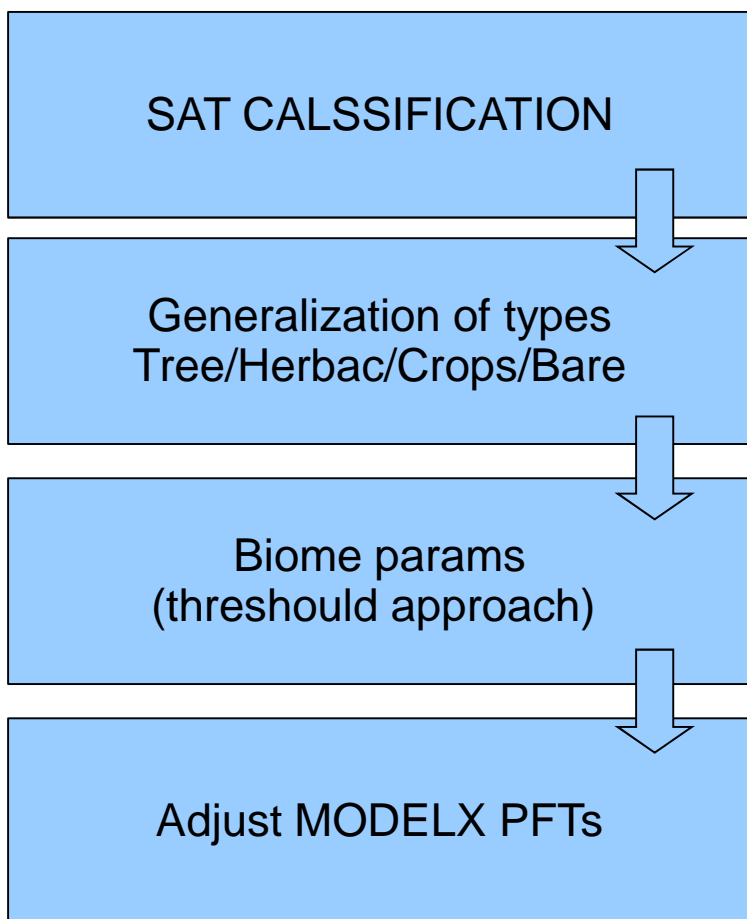 SAT CALSSIFICATION
Generalization of types
Tree/Herbac/Crops/Bare
Biome params
(threshould approach)
Adjust MODELX PFTs